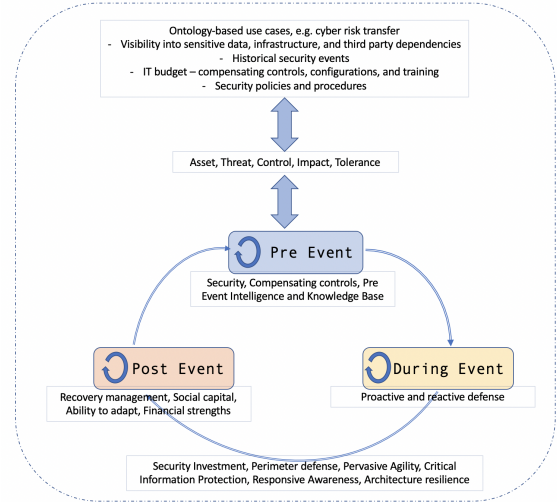 Ontology-based use cases, e.g. cyber risk transfer
- Visibility into sensitive data, infrastructure, and third party dependencies
- Historical security events
- IT budget – compensating controls, configurations, and training
- Security policies and procedures
Asset, Threat, Control, Impact, Tolerance
Pre Event
Security, Compensating controls, Pre
Event Intelligence and Knowledge Base
Post Event
Recovery management, Social capital,
Ability to adapt, Financial strengths
During Event
Proactive and reactive defense
Security Investment, Perimeter defense, Pervasive Agility, Critical
Information Protection, Responsive Awareness, Architecture resilience